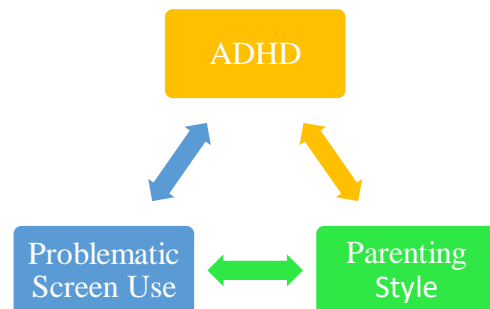 ADHD
Problematic
Screen Use
Parenting
Style